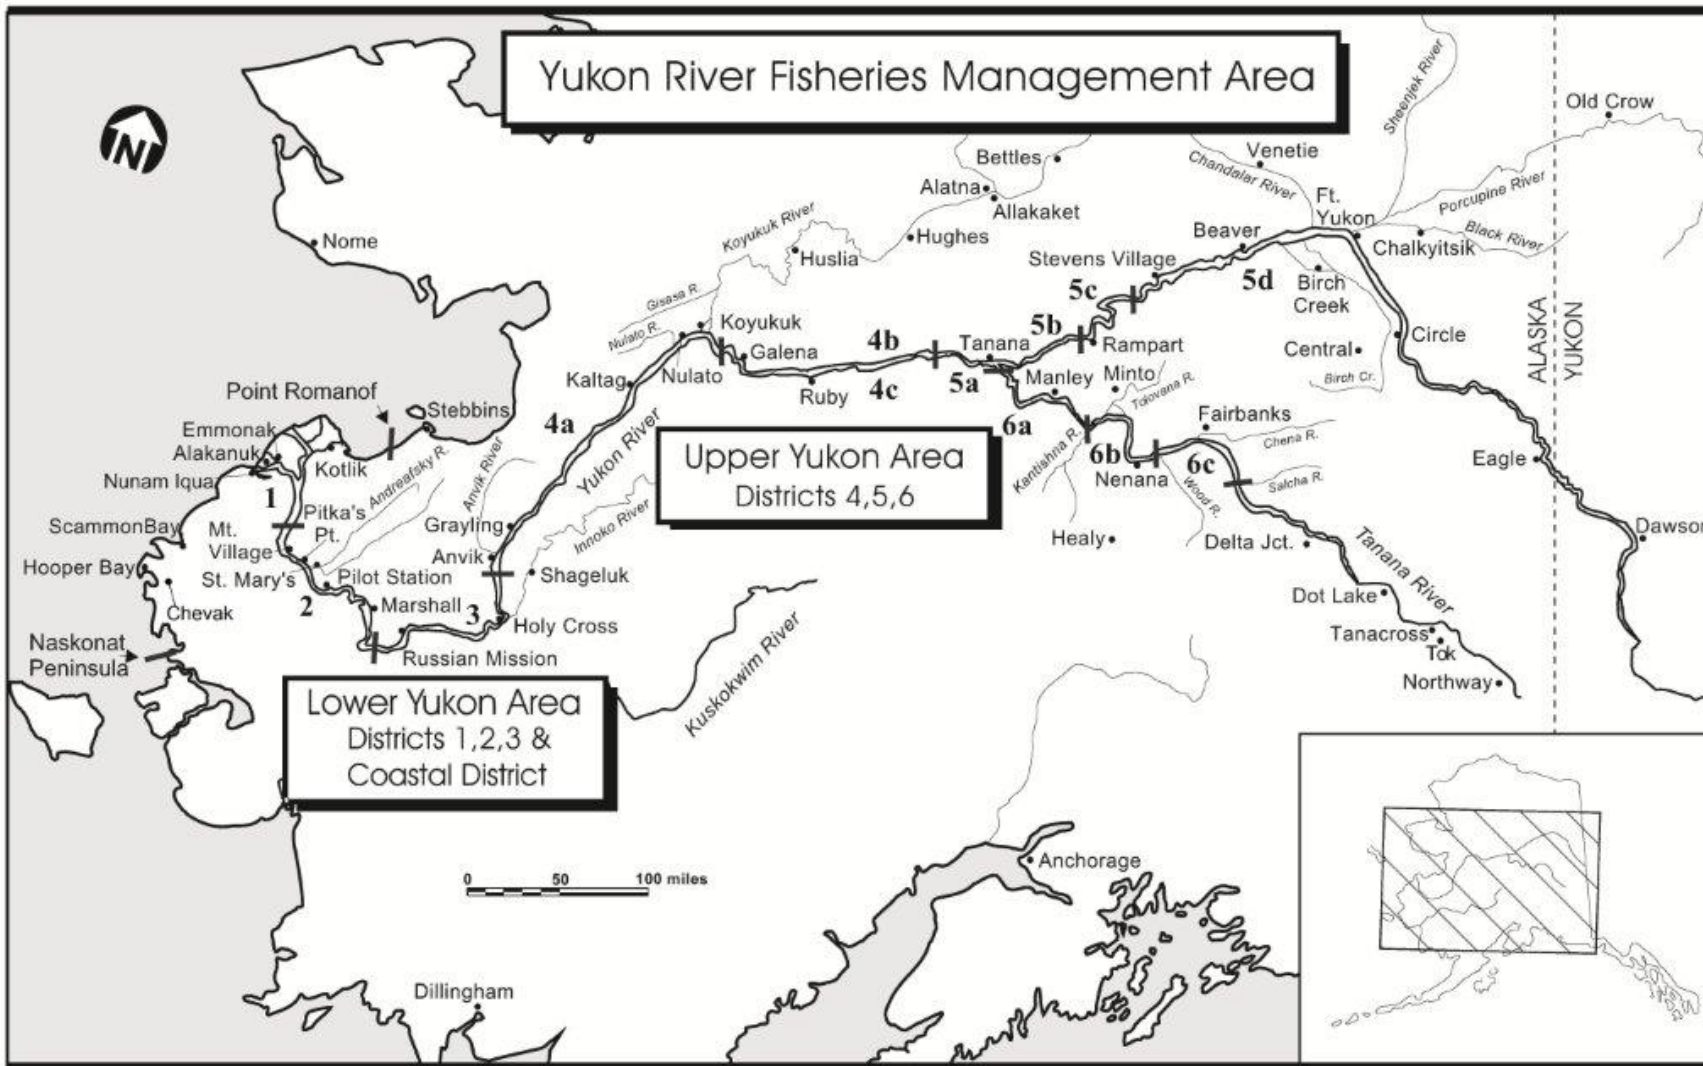 Yukon River Fisheries Management Area
N
Sheenjek River
Old Crow
Bettles
Venetie
Chandalar River
Alatna
Allakaket
Ft.
Yukon
Porcupine River
Black River
Koyukuk River
Hughes
Huslia
Beaver
Chalkyitsik
Nome
Stevens Village
5c
5d
Birch
Creek
Gisasa R.
Nulato R.
Koyukuk
Galena
4b
Tanana
5b
Rampart
Central
Circle
ALASKA
YUKON
Kaltag
Nulato
Ruby
4c
5a
Manley
Minto
Tolovana R.
Birch Cr.
Point Romanof
Stebbins
4a
6a
Fairbanks
Chena R.
Emmonak
Alakanuk
Nunam Iqua
Kotlik
Andreafsky R.
Anvik River
Yukon River
Upper Yukon Area
Districts 4,5,6
Kantishna R.
6b
Nenana
6c
Wood R.
Salcha R.
Eagle
1
Pitka's
Pt.
ScammonBay
Mt.
Village
Grayling
Innoko River
Healy
Delta Jct.
Dawson
Hooper Bay
St. Mary's
Anvik
Shageluk
Tanana River
Chevak
2
Pilot Station
Marshall
3
Holy Cross
Dot Lake
Naskonat
Peninsula
Russian Mission
Tanacross
Tok
Northway
Kuskokwim River
Lower Yukon Area
Districts 1,2,3 &
Coastal District
0 50 100 miles
Anchorage
Dillingham